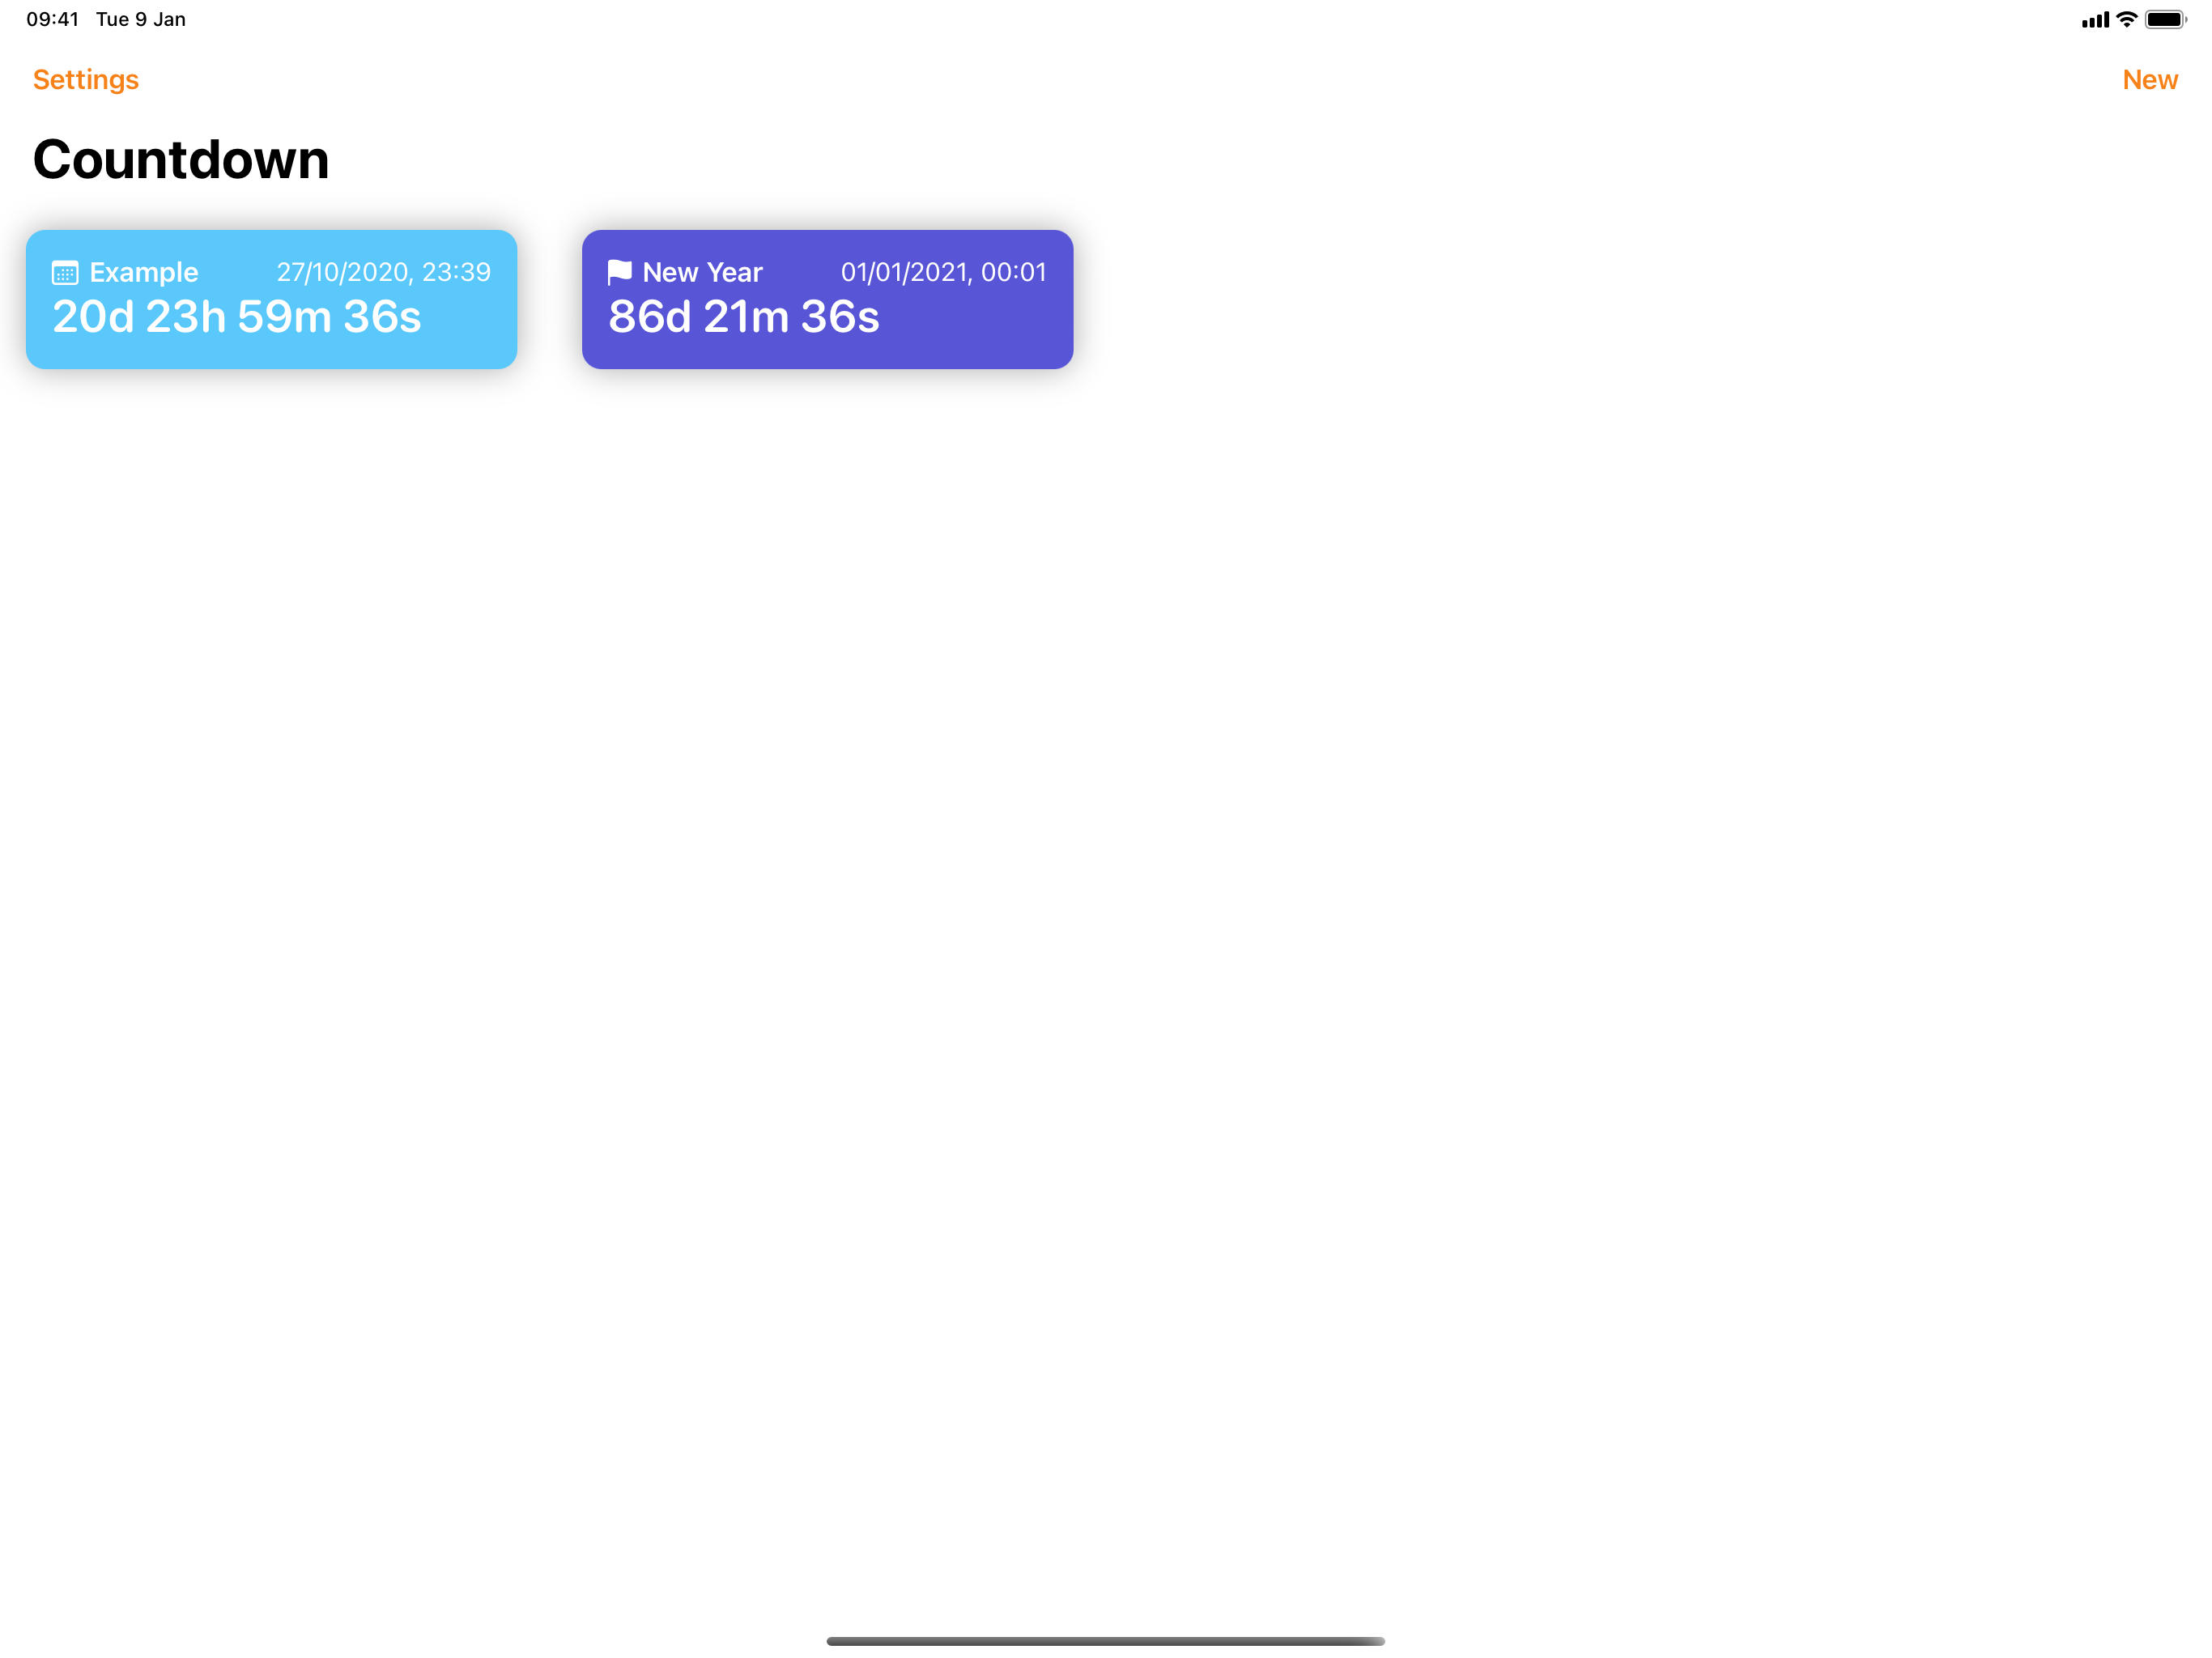 09:41 Tue 9 Jan
Settings
New
Countdown
Example 27/10/2020, 23:39
20d 23h 59m 36s
New Year 01/01/2021, 00:01
86d 21m 36s